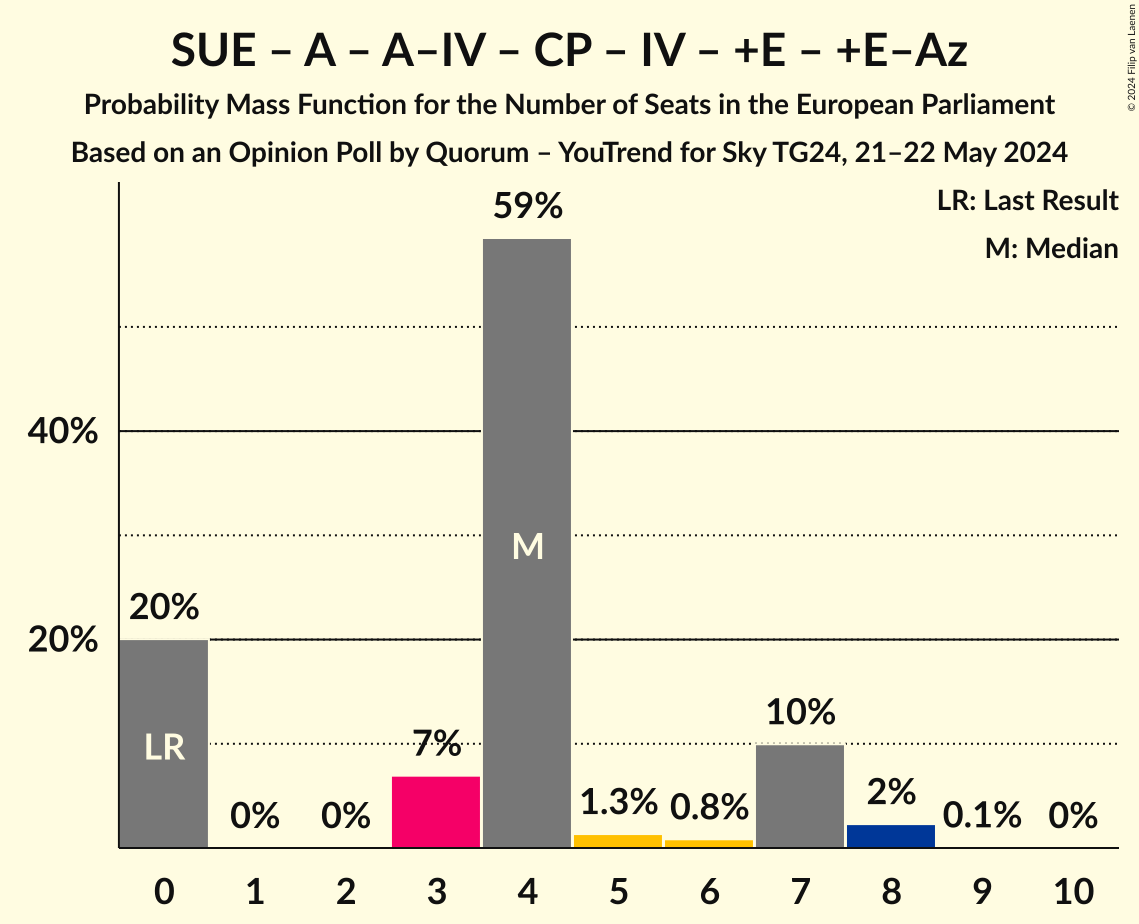 SUE – A – A–IV – CP – IV – +E – +E–Az
Probability Mass Function for the Number of Seats in the European Parliament
Based on an Opinion Poll by Quorum – YouTrend for Sky TG24, 21–22 May 2024
© 2024 Filip van Laenen
LR: Last Result
M: Median
59%
40%
M
20%
20%
10%
LR
7%
2%
1.3%
0.8%
0%
0%
0.1%
0%
0 1 2 3 4 5 6 7 8 9 10